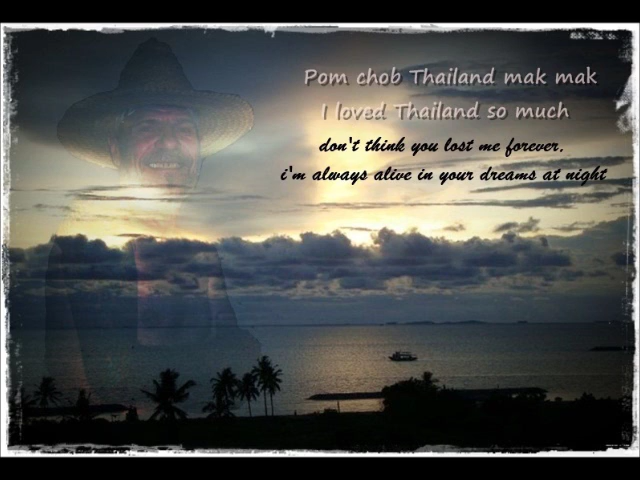 Pom chob Thailand mak mak
I loved Thailand so much
don't think you lost me forever.
i'm always alive in your dreams at night